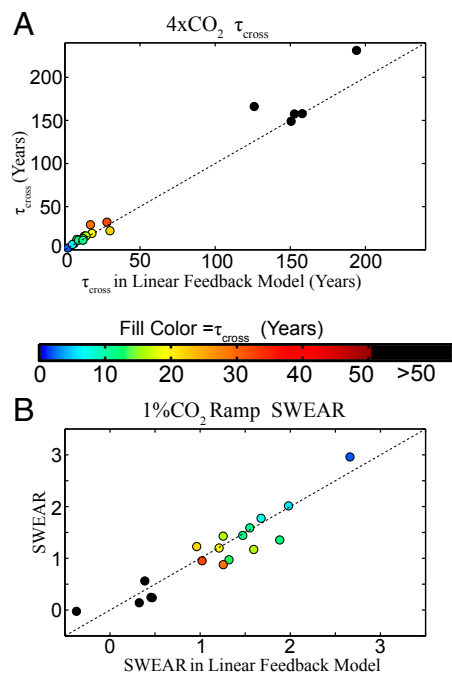 A
4xCO₂ τcross
200
150
100
50
0
τcross (Years)
50
100
150
200
τcross in Linear Feedback Model (Years)
Fill Color =τcross (Years)
0 10 20 30 40 50 >50
B
1%CO₂ Ramp SWEAR
3
2
1
0
SWEAR
0 1 2 3
SWEAR in Linear Feedback Model